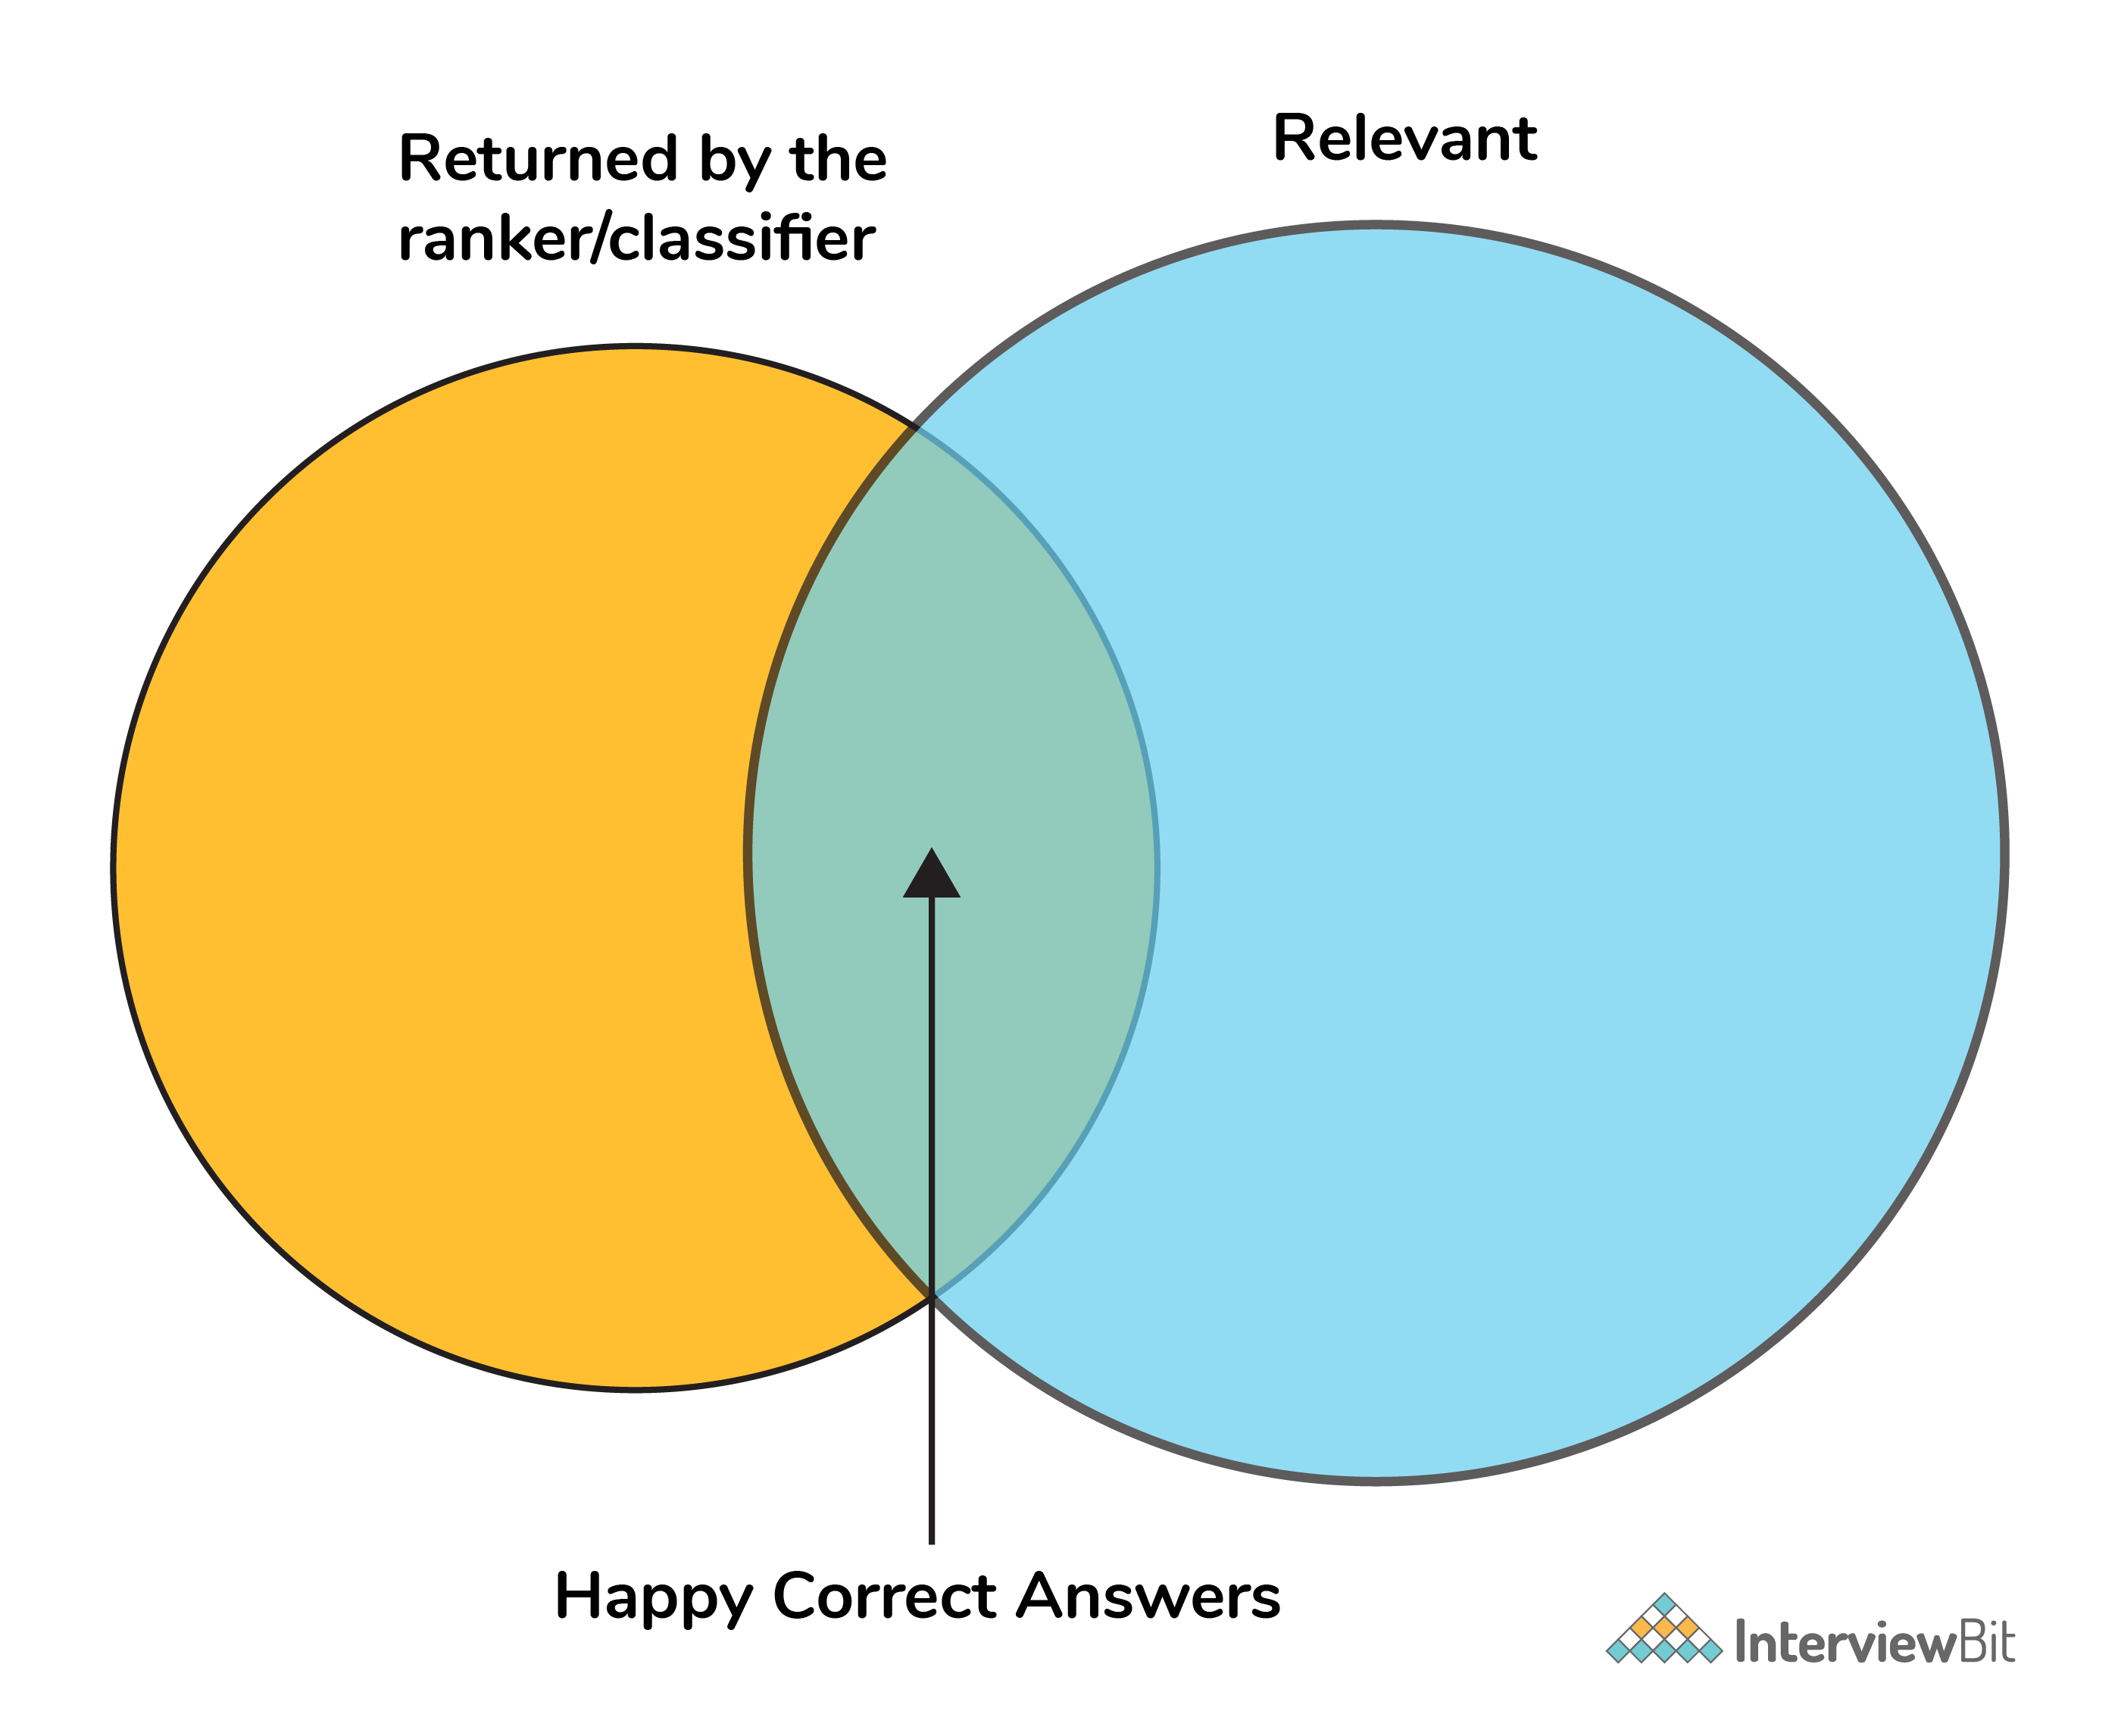 Returned by the
ranker/classifier
Relevant
Happy Correct Answers
InterviewBit